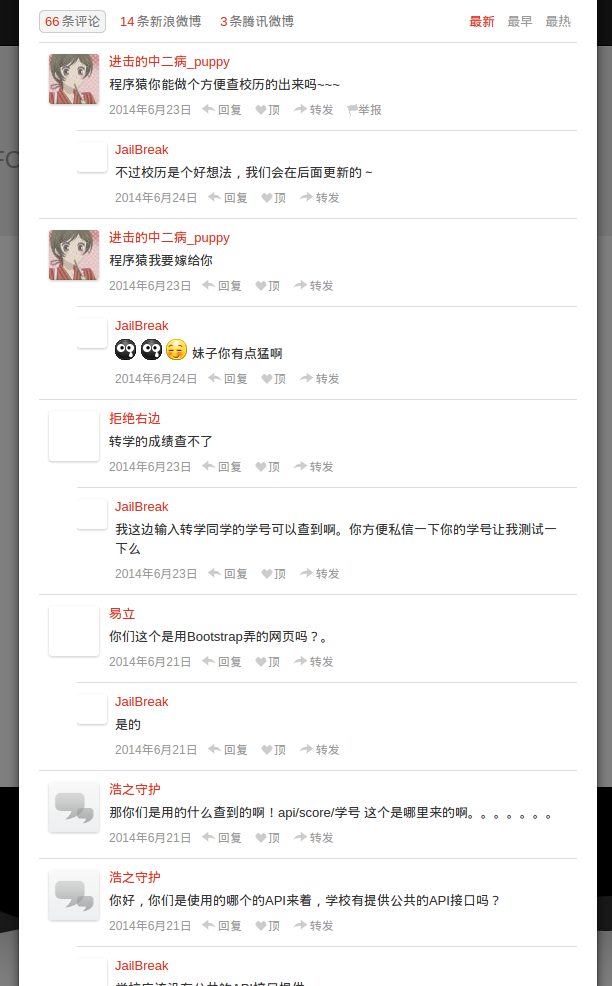 66条评论 14条新浪微博 3条腾讯微博 最新 最早 最热
进击的中二病_puppy
程序猿你能做个方便查校历的出来吗~~~
2014年6月23日 回复 顶 转发 举报
JailBreak
不过校历是个好想法，我们会在后面更新的 ~
2014年6月24日 回复 顶 转发
进击的中二病_puppy
程序猿我要嫁给你
2014年6月23日 回复 顶 转发
JailBreak
妹子你有点猛啊
2014年6月24日 回复 顶 转发
拒绝右边
转学的成绩查不了
2014年6月23日 回复 顶 转发
JailBreak
我这边输入转学同学的学号可以查到啊。你方便私信一下你的学号让我测试一
下么
2014年6月23日 回复 顶 转发
易立
你们这个是用Bootstrap弄的网页吗？。
2014年6月21日 回复 顶 转发
JailBreak
是的
2014年6月21日 回复 顶 转发
浩之守护
那你们是用的什么查到的啊！api/score/学号 这个是哪里来的啊。。。。。。。
2014年6月21日 回复 顶 转发
浩之守护
你好，你们是使用的哪个的API来着，学校有提供公共的API接口吗？
2014年6月21日 回复 顶 转发
JailBreak